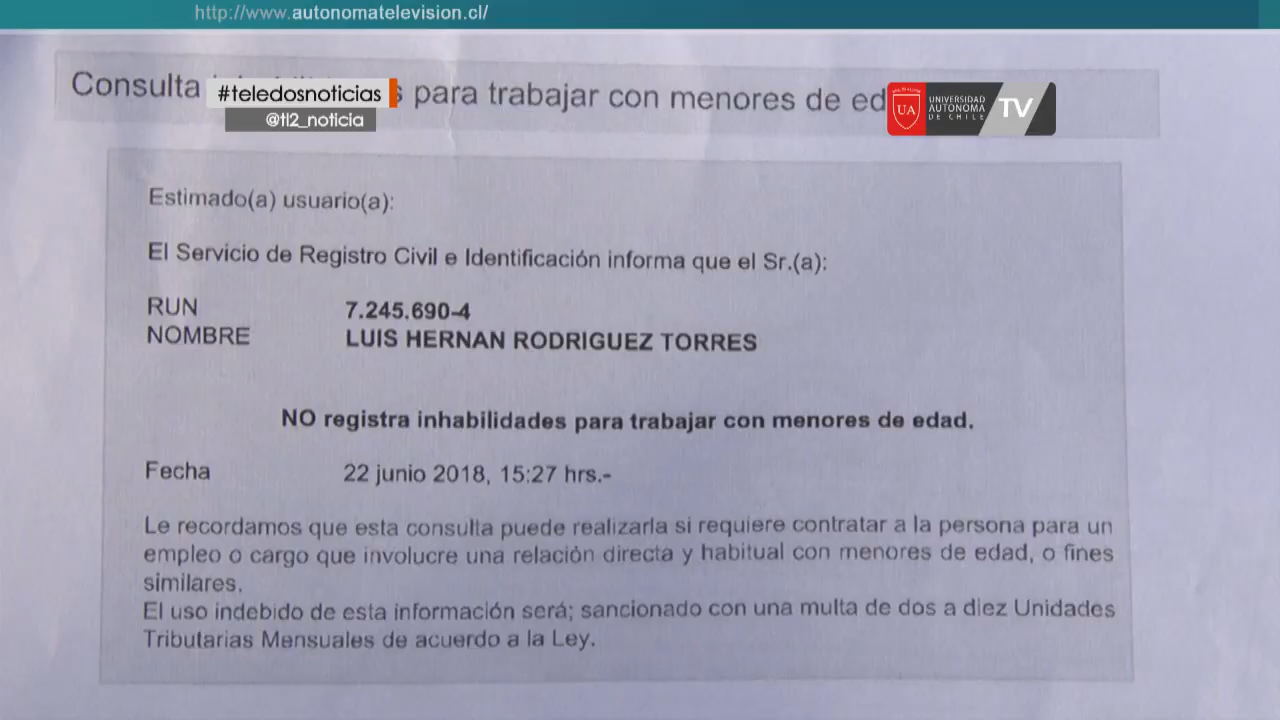 http://www.autonomatelevision.cl/
Consulta
para trabajar con menores de ed
#teledosnoticias
@tl2_noticia
UA
UNIVERSIDAD
AUTONOMA
DE CHILE
TV
Estimado(a) usuario(a):
El Servicio de Registro Civil e Identificación informa que el Sr.(a):
RUN 7.245.690-4
NOMBRE LUIS HERNAN RODRIGUEZ TORRES
NO registra inhabilidades para trabajar con menores de edad.
Fecha 22 junio 2018, 15:27 hrs.-
Le recordamos que esta consulta puede realizarla si requiere contratar a la persona para un
empleo o cargo que involucre una relación directa y habitual con menores de edad, o fines
similares.
El uso indebido de esta información será; sancionado con una multa de dos a diez Unidades
Tributarias Mensuales de acuerdo a la Ley.